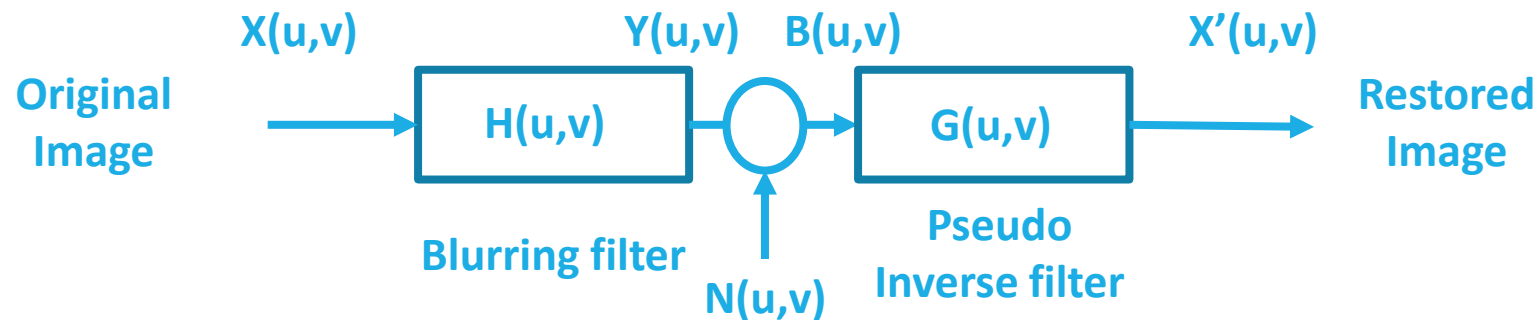 X(u,v)
Y(u,v)
B(u,v)
X’(u,v)
Original
Image
H(u,v)
G(u,v)
Restored
Image
Blurring filter
N(u,v)
Pseudo
Inverse filter